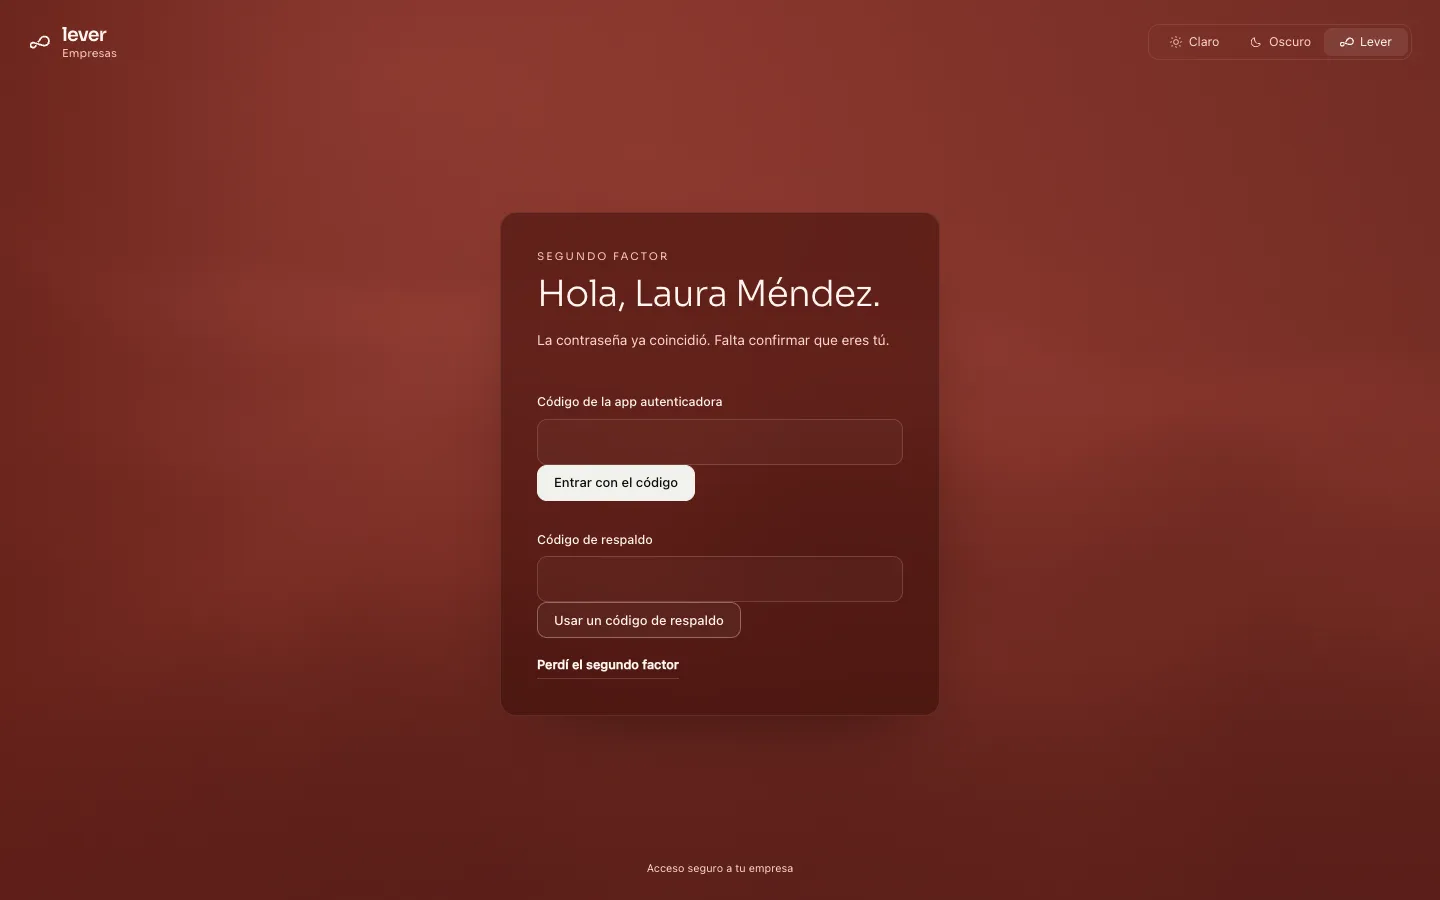 lever
Empresas
Claro
Oscuro
Lever
SEGUNDO FACTOR
Hola, Laura Méndez.
La contraseña ya coincidió. Falta confirmar que eres tú.
Código de la app autenticadora
Entrar con el código
Código de respaldo
Usar un código de respaldo
Perdí el segundo factor
Acceso seguro a tu empresa